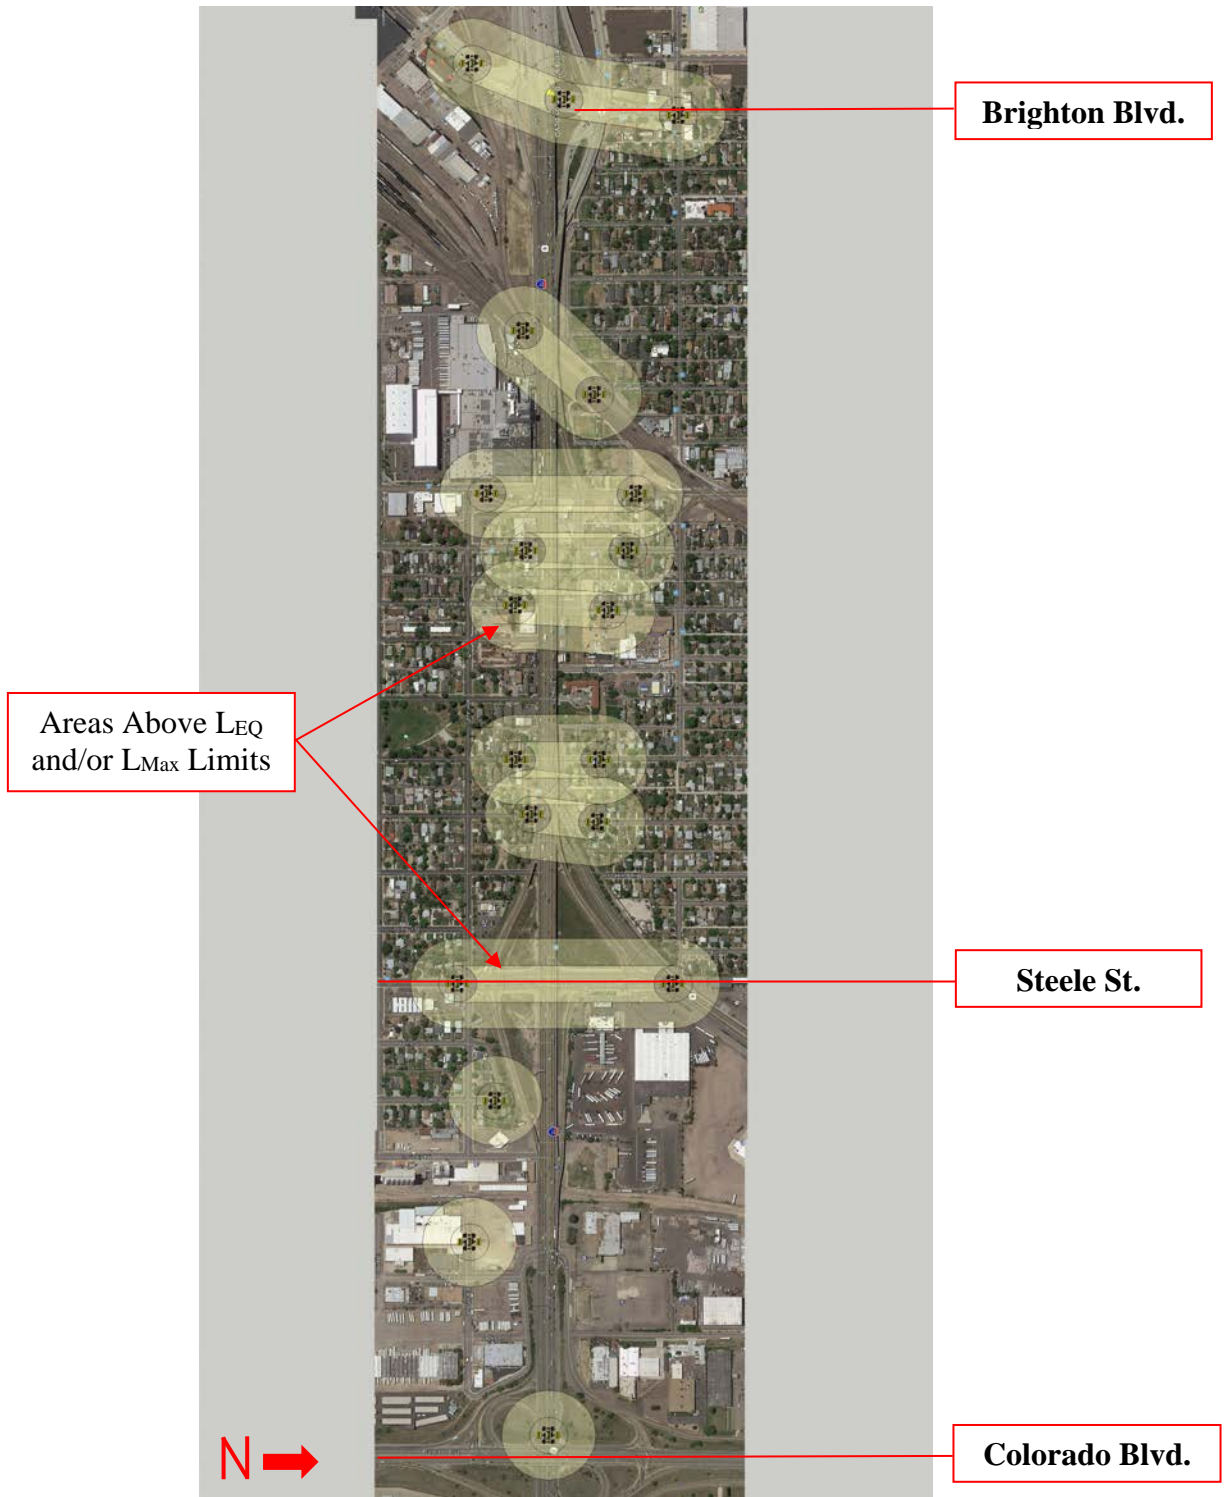 Brighton Blvd.
Areas Above LEQ
and/or LMax Limits
Steele St.
N
Colorado Blvd.